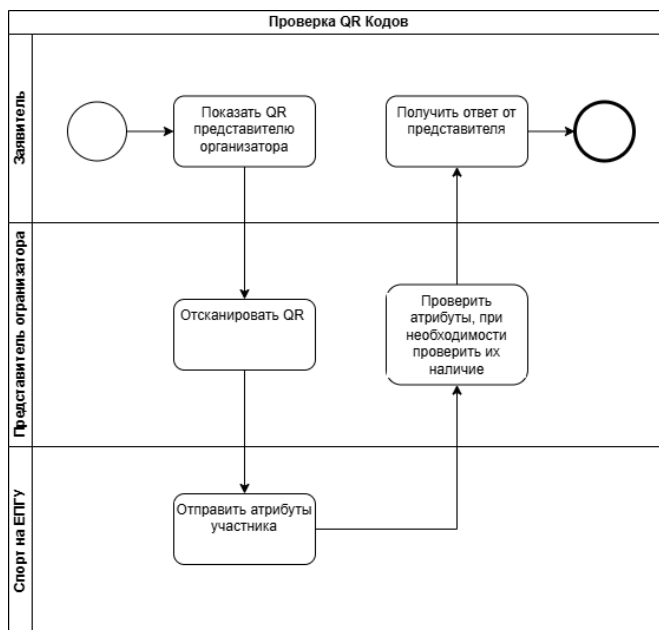 Проверка QR Кодов
Заявитель
Показать QR
представителю
организатора
Получить ответ от
представителя
Представитель огранизатора
Отсканировать QR
Проверить
атрибуты, при
необходимости
проверить их
наличие
Спорт на ЕПГУ
Отправить атрибуты
участника